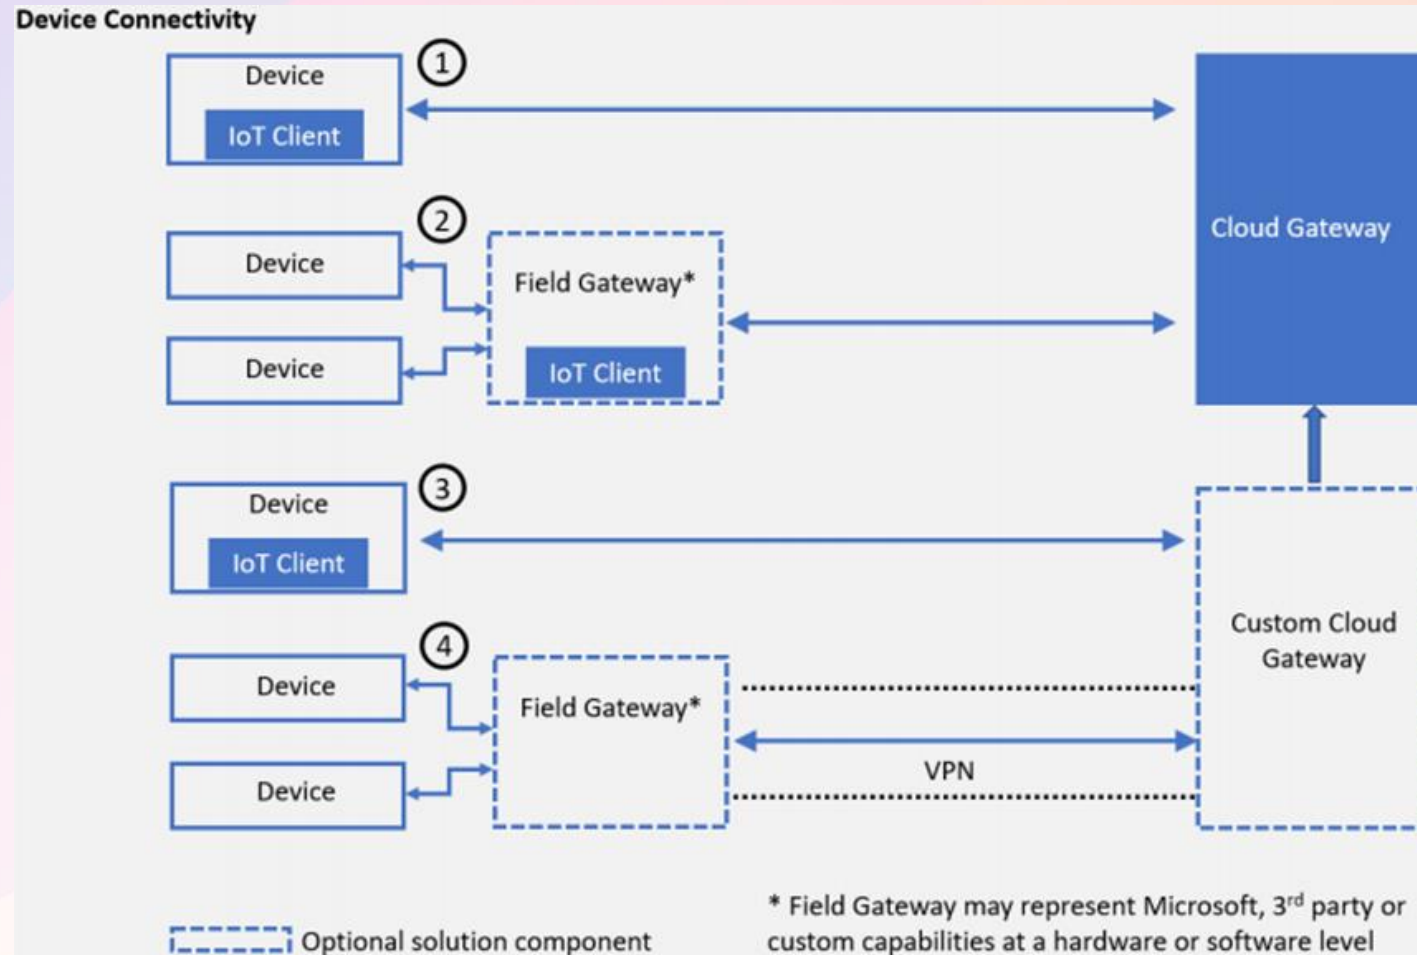 Device Connectivity
Device
1
IoT Client
Cloud Gateway
2
Device
Field Gateway*
Device
IoT Client
3
Device
IoT Client
Custom Cloud
Gateway
4
Device
Field Gateway*
VPN
Device
* Field Gateway may represent Microsoft, 3rd party or
custom capabilities at a hardware or software level
Optional solution component